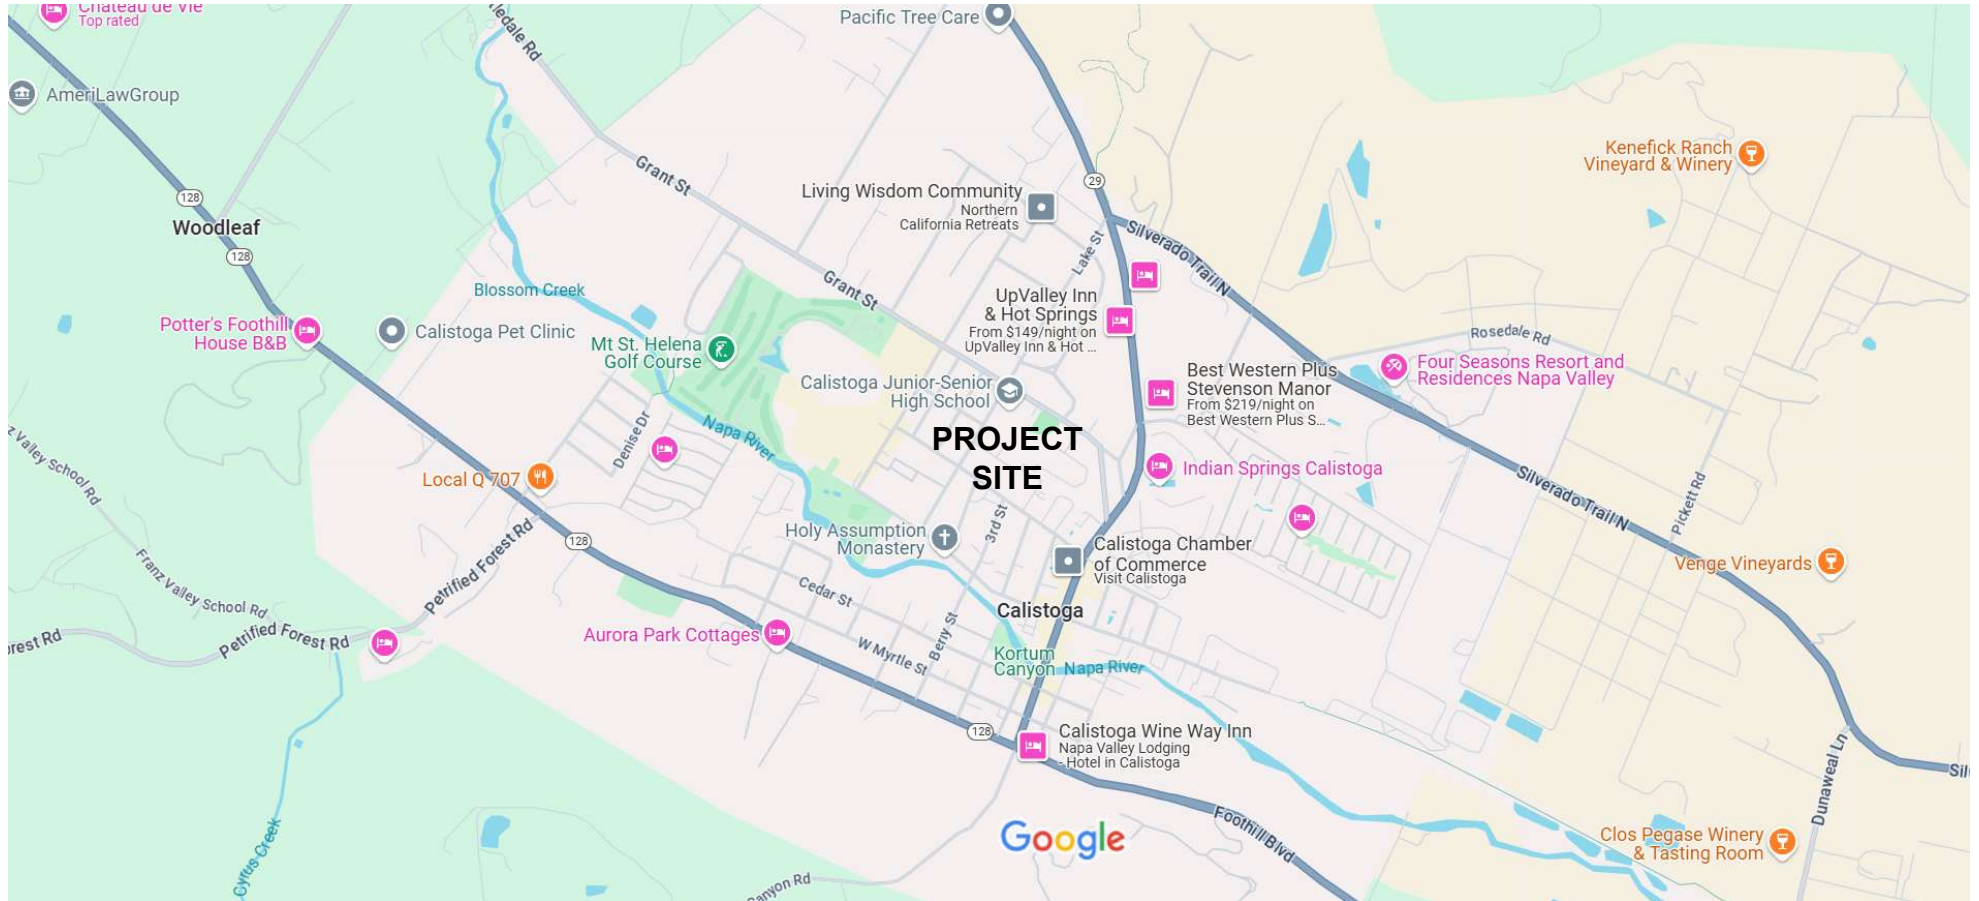 Chateau de Vie
Top rated
Pacific Tree Care
AmeriLawGroup
Grant St
Kenefick Ranch
Vineyard & Winery
29
128
Woodleaf
128
Living Wisdom Community
Northern
California Retreats
Lake St
Silverado Trail N
Blossom Creek
Grant St
UpValley Inn
& Hot Springs
From $149/night on
UpValley Inn & Hot ...
Potter's Foothill
House B&B
Calistoga Pet Clinic
Mt St. Helena
Golf Course
Rosedale Rd
Four Seasons Resort and
Residences Napa Valley
Calistoga Junior-Senior
High School
Best Western Plus
Stevenson Manor
From $219/night on
Best Western Plus S...
Denise Dr
Napa River
PROJECT
SITE
Indian Springs Calistoga
Local Q 707
Silverado Trail N
Pickett Rd
z Valley School Rd
Franz Valley School Rd
Petrified Forest Rd
128
Holy Assumption
Monastery
3rd St
Calistoga Chamber
of Commerce
Visit Calistoga
Venge Vineyards
Cedar St
Calistoga
orest Rd
Petrified Forest Rd
Aurora Park Cottages
W Myrtle St
Berry St
Kortum
Canyon
Napa River
128
Calistoga Wine Way Inn
Napa Valley Lodging
- Hotel in Calistoga
Dunaweal Ln
Sil
Google
Foothill Blvd
Clos Pegase Winery
& Tasting Room
Cyrus Creek
Canyon Rd